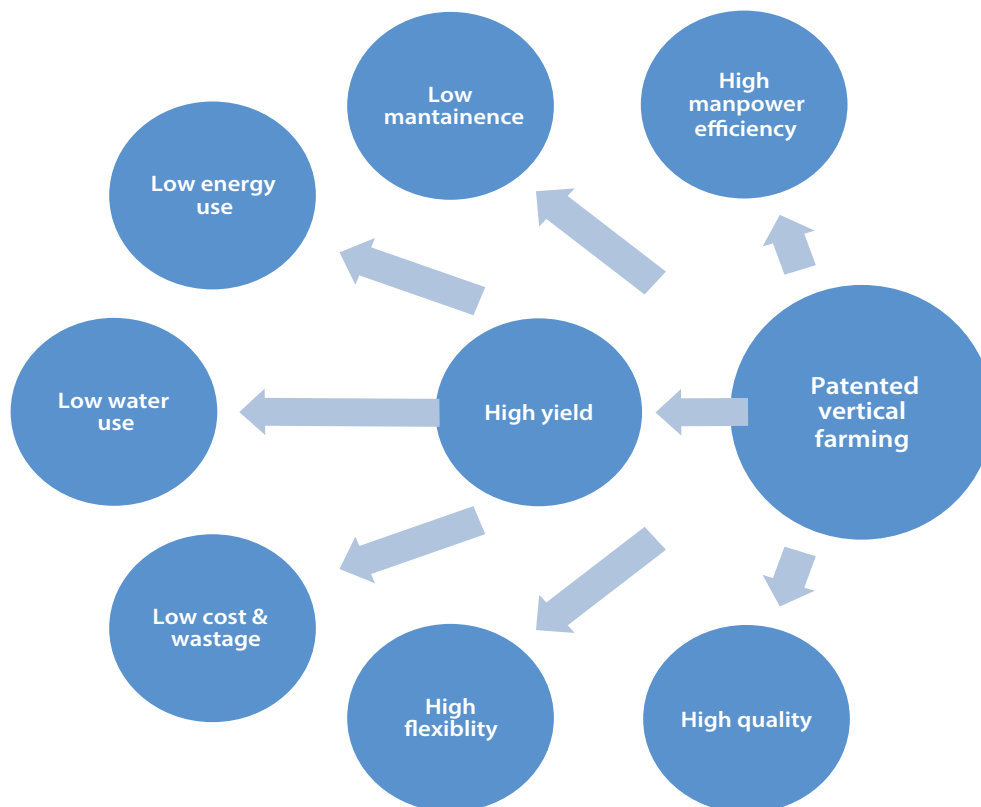 High
manpower
efficiency
Low
mantainence
Low energy
use
Low water
use
High yield
Patented
vertical
farming
Low cost &
wastage
High
flexiblity
High quality